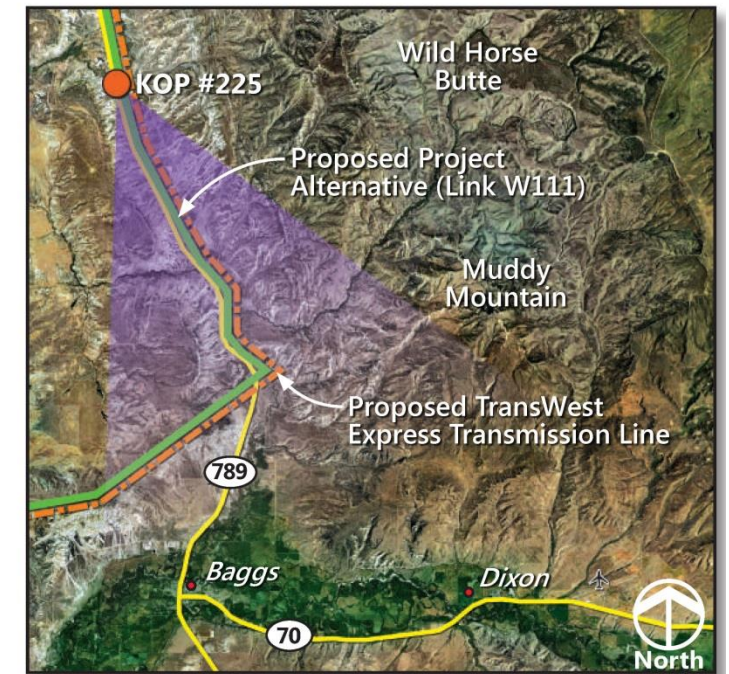 Wild Horse
Butte
KOP #225
Proposed Project
Alternative (Link W111)
Muddy
Mountain
Proposed TransWest
Express Transmission Line
789
Baggs
Dixon
70
North